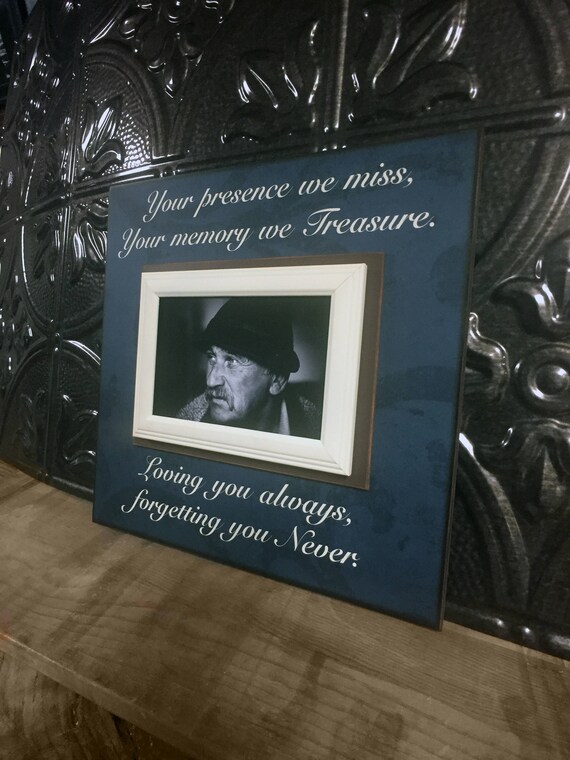 Your presence we miss,
Your memory we Treasure.
Loving you always,
forgetting you Never.